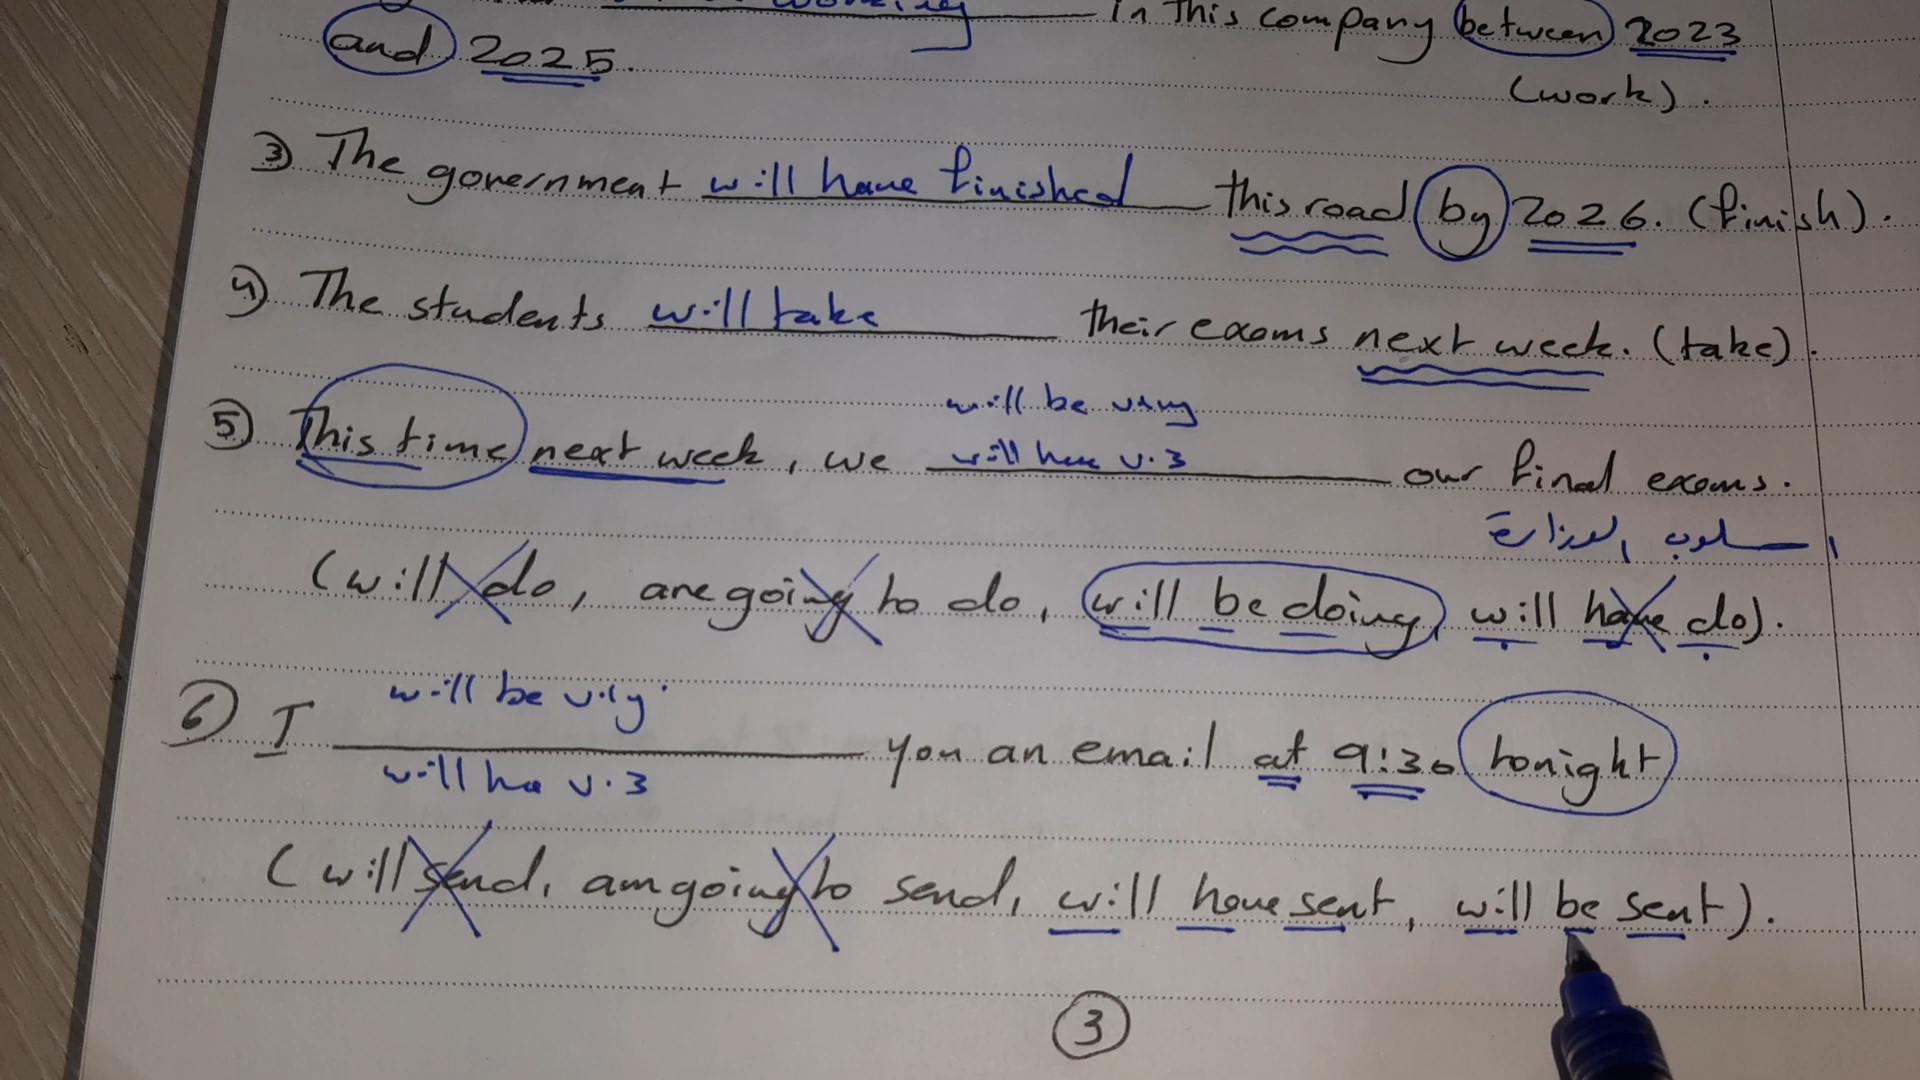 working in this company between 2023
and 2025.
(work).
3) The government will have finished this road by 2026. (finish).
4) The students will take their exams next week. (take).
will be v.ing
5) This time next week, we will have v.3 our final exams.
اسلوب الوزارة
(will do, are going to do, will be doing, will have do).
will be v.ing
6) I you an email at 9:30 tonight
will have v.3
(will send, am going to send, will have sent, will be sent).
3